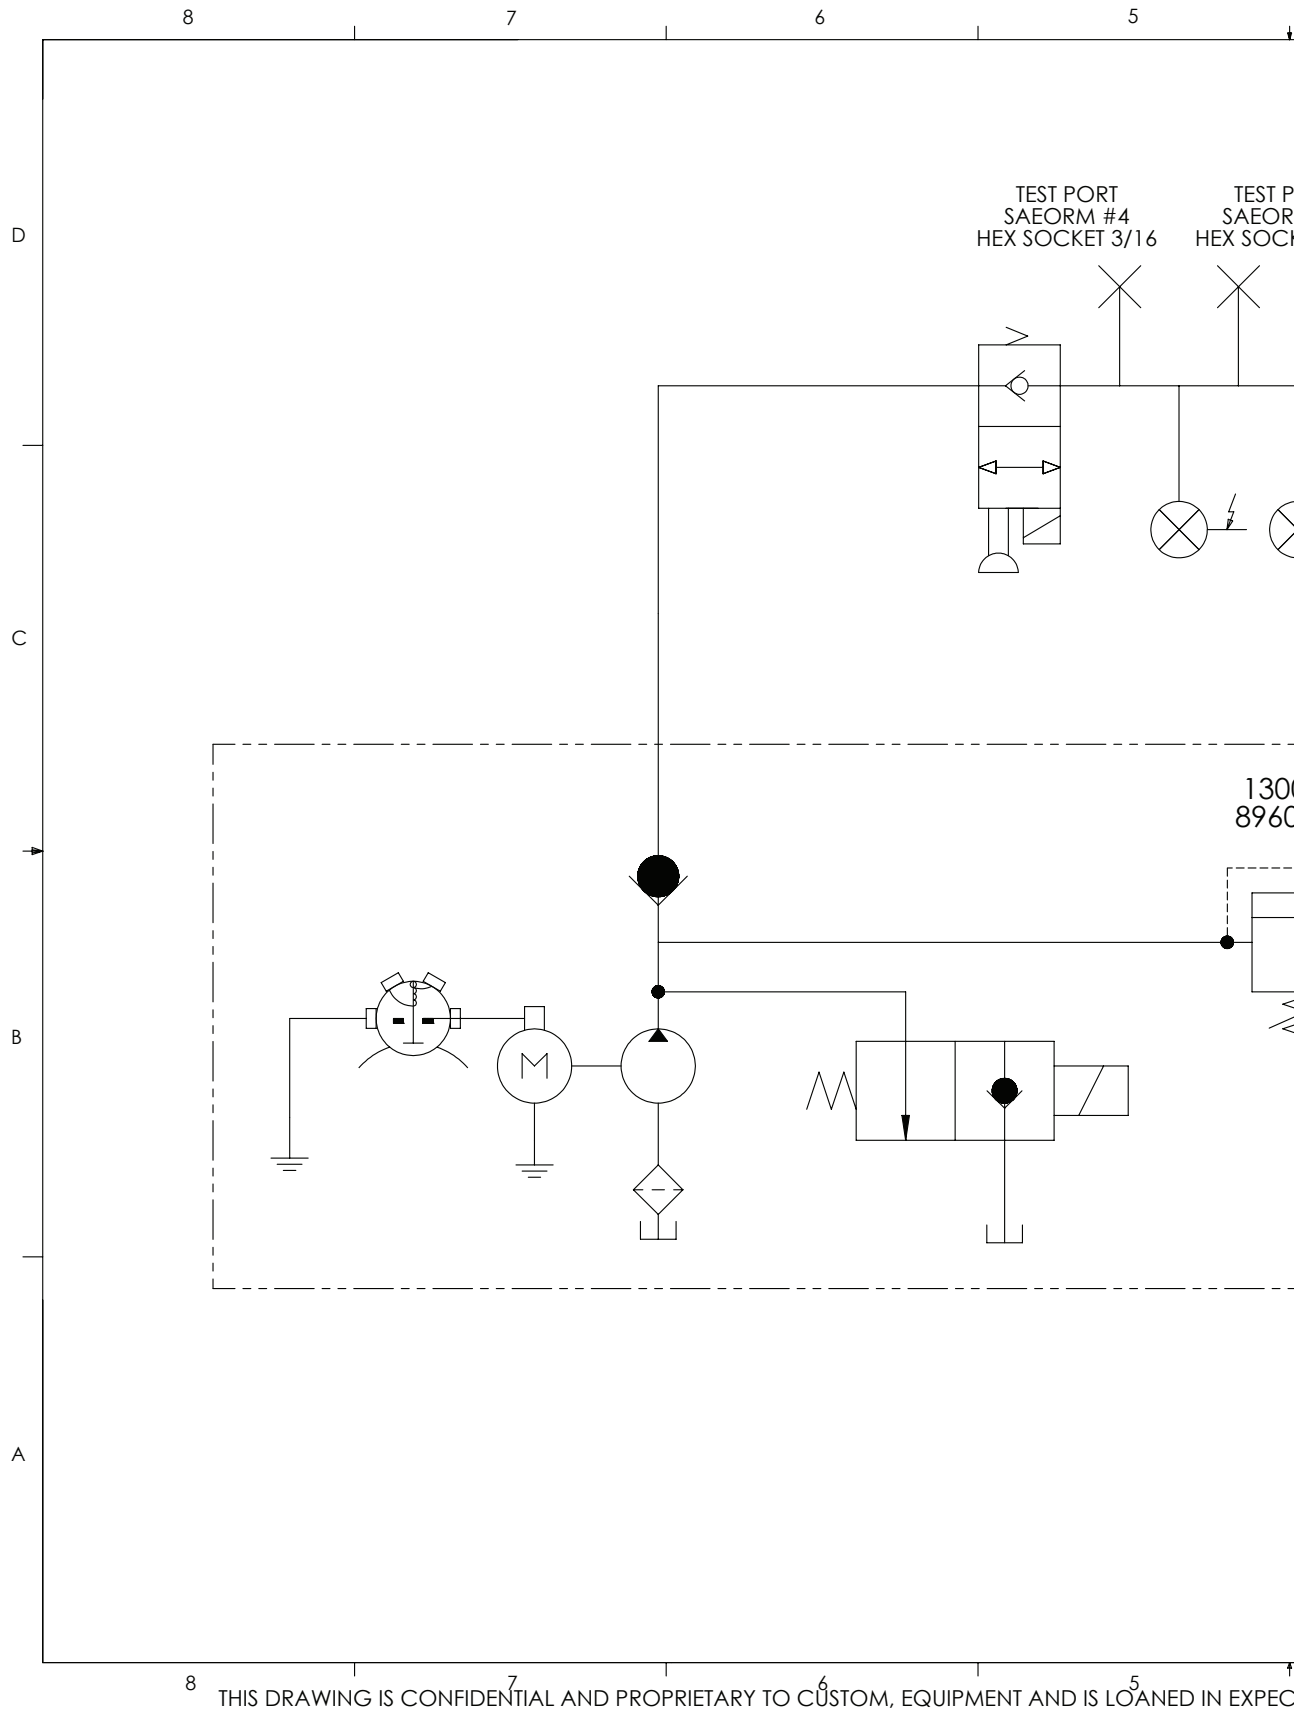 8 7 6 5
TEST PORT
SAEORM #4
HEX SOCKET 3/16
TEST P
SAEOR
HEX SOCK
D
C
1300
8960
B
M
A
8 7 6 5
THIS DRAWING IS CONFIDENTIAL AND PROPRIETARY TO CUSTOM, EQUIPMENT AND IS LOANED IN EXPEC